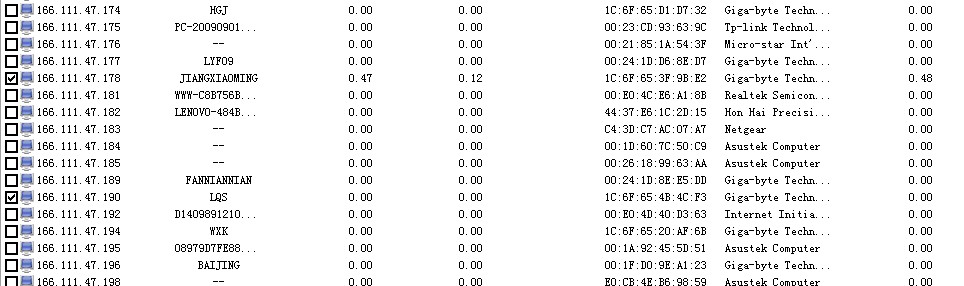 166.111.47.174 HGJ 0.00 0.00 1C:6F:65:D1:D7:32 Giga-byte Techn... 0.00
166.111.47.175 PC-20090901... 0.00 0.00 00:23:CD:93:63:9C Tp-link Technol... 0.00
166.111.47.176 -- 0.00 0.00 00:21:85:1A:54:3F Micro-star Int'... 0.00
166.111.47.177 LYF09 0.00 0.00 00:24:1D:D6:8E:D7 Giga-byte Techn... 0.00
166.111.47.178 JIANGXIAOMING 0.47 0.12 1C:6F:65:3F:9B:E2 Giga-byte Techn... 0.48
166.111.47.181 WWW-C8B756B... 0.00 0.00 00:E0:4C:E6:A1:8B Realtek Semicon... 0.00
166.111.47.182 LENOVO-484B... 0.00 0.00 44:37:E6:1C:2D:15 Hon Hai Precisi... 0.00
166.111.47.183 -- 0.00 0.00 C4:3D:C7:AC:07:A7 Netgear 0.00
166.111.47.184 -- 0.00 0.00 00:1D:60:7C:50:C9 Asustek Computer 0.00
166.111.47.185 -- 0.00 0.00 00:26:18:99:63:AA Asustek Computer 0.00
166.111.47.189 FANNIANNIAN 0.00 0.00 00:24:1D:8E:E5:DD Giga-byte Techn... 0.00
166.111.47.190 LQS 0.00 0.00 1C:6F:65:4B:4C:F3 Giga-byte Techn... 0.00
166.111.47.192 D1409891210... 0.00 0.00 00:E0:4D:40:D3:63 Internet Initia... 0.00
166.111.47.194 WXK 0.00 0.00 1C:6F:65:20:AF:6B Giga-byte Techn... 0.00
166.111.47.195 08979D7FE88... 0.00 0.00 00:1A:92:45:5D:51 Asustek Computer 0.00
166.111.47.196 BAIJING 0.00 0.00 00:1F:D0:9E:A1:23 Giga-byte Techn... 0.00
166.111.47.198 -- 0.00 0.00 E0:CB:4E:B6:98:59 Asustek Computer 0.00